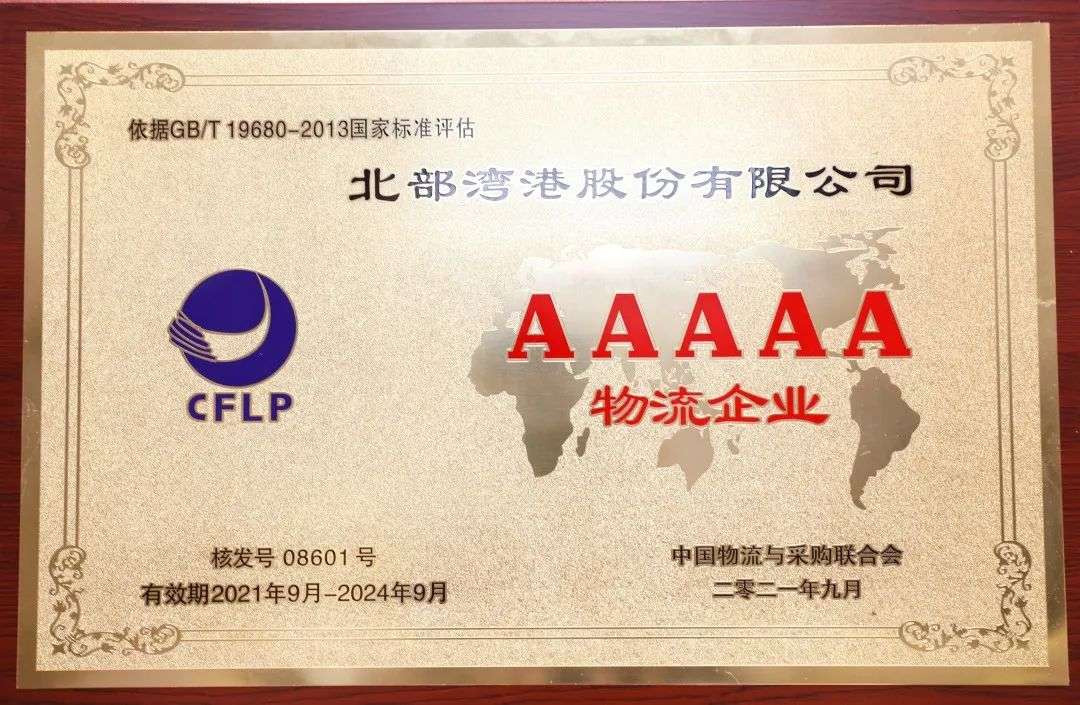 依据GB/T 19680-2013国家标准评估
北部湾港股份有限公司
AAAAA
物流企业
CFLP
核发号 08601 号
有效期2021年9月-2024年9月
中国物流与采购联合会
二零二一年九月